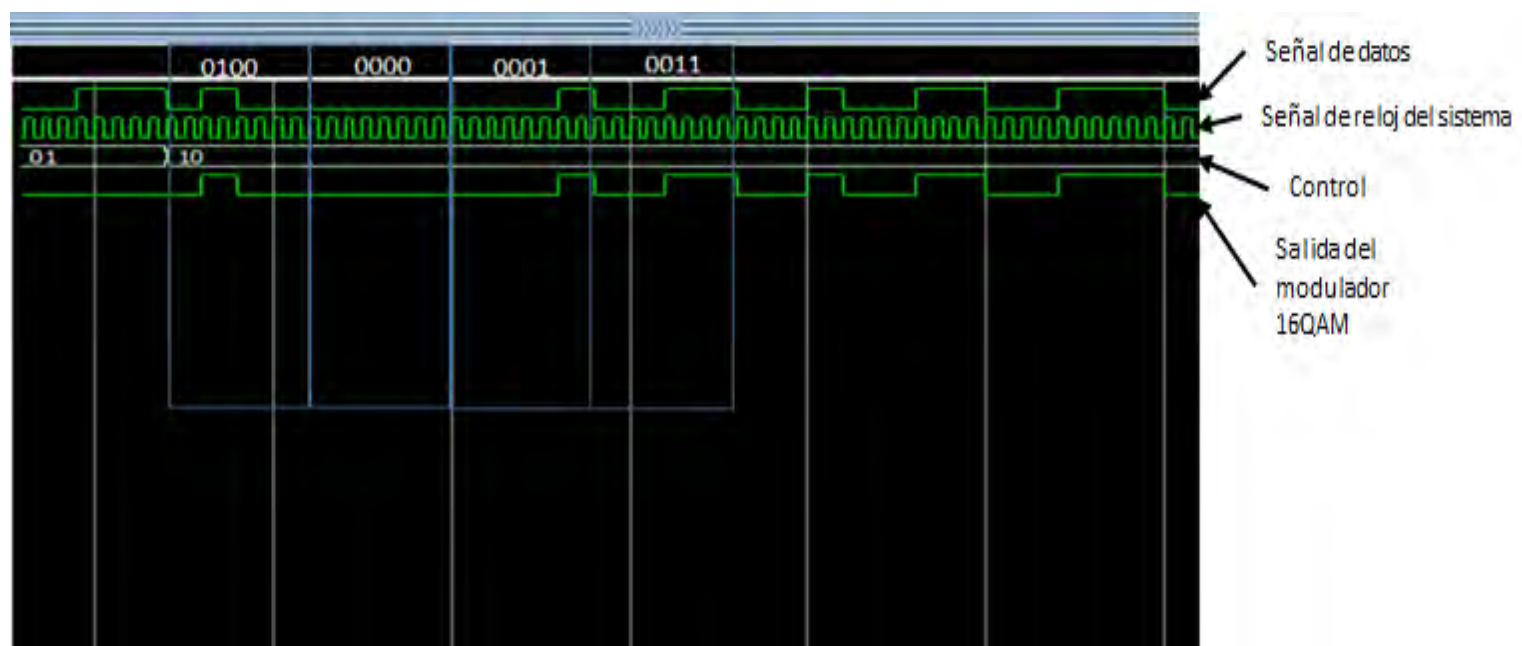 0100 0000 0001 0011
Señal de datos
Señal de reloj del sistema
01 10
Control
Salida del
modulador
16QAM